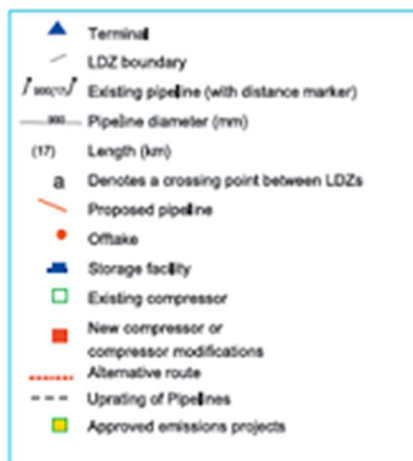 Terminal
LDZ boundary
Existing pipeline (with distance marker)
900 Pipeline diameter (mm)
(17) Length (km)
a Denotes a crossing point between LDZs
Proposed pipeline
Offtake
Storage facility
Existing compressor
New compressor or
compressor modifications
Alternative route
Uprating of Pipelines
Approved emissions projects